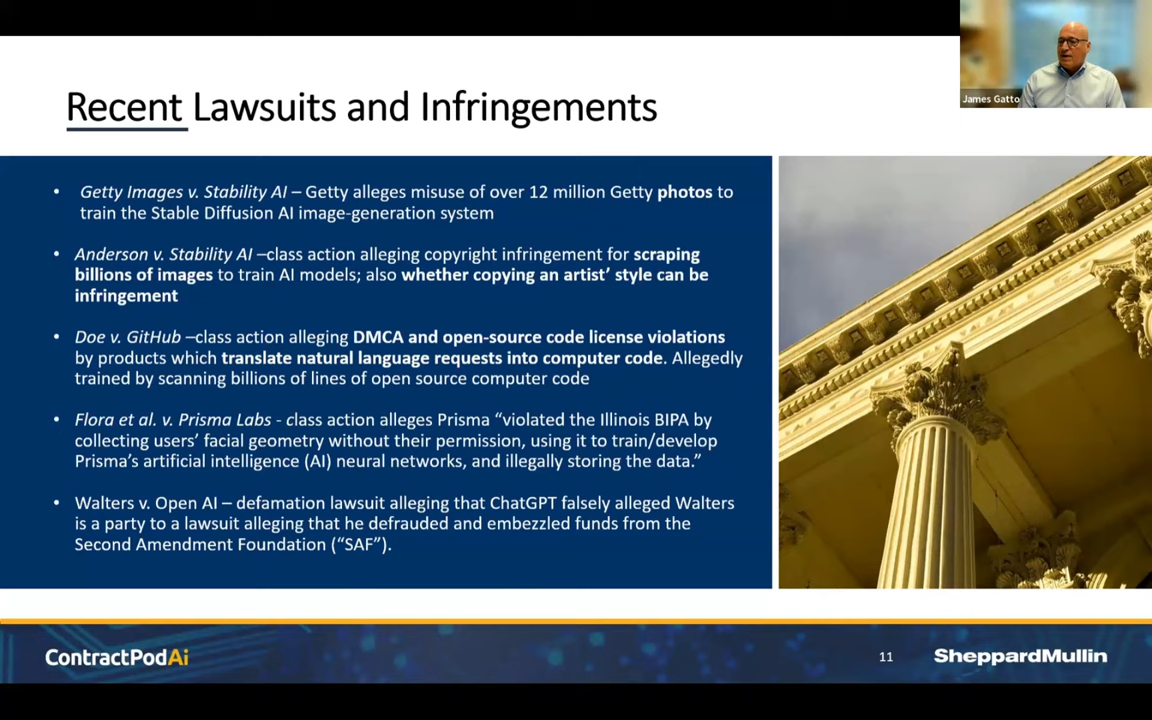 James Gatto
Recent Lawsuits and Infringements
• Getty Images v. Stability AI – Getty alleges misuse of over 12 million Getty photos to
train the Stable Diffusion AI image-generation system
• Anderson v. Stability AI –class action alleging copyright infringement for scraping
billions of images to train AI models; also whether copying an artist’ style can be
infringement
• Doe v. GitHub –class action alleging DMCA and open-source code license violations
by products which translate natural language requests into computer code. Allegedly
trained by scanning billions of lines of open source computer code
• Flora et al. v. Prisma Labs - class action alleges Prisma “violated the Illinois BIPA by
collecting users’ facial geometry without their permission, using it to train/develop
Prisma’s artificial intelligence (AI) neural networks, and illegally storing the data.”
• Walters v. Open AI – defamation lawsuit alleging that ChatGPT falsely alleged Walters
is a party to a lawsuit alleging that he defrauded and embezzled funds from the
Second Amendment Foundation (“SAF”).
ContractPodAi
11
SheppardMullin